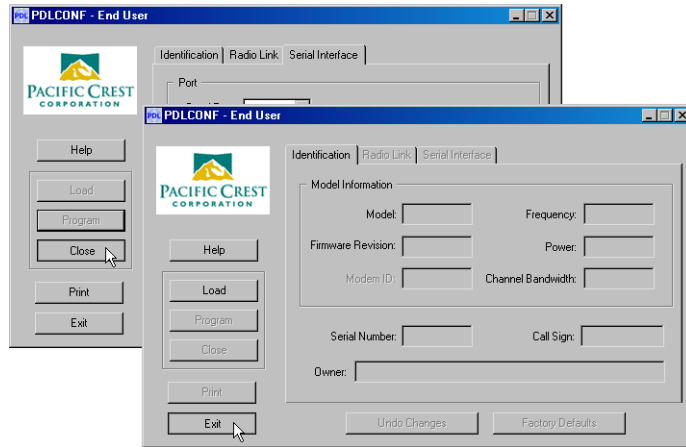 PDL PDLCONF - End User
PACIFIC CREST
CORPORATION
Identification Radio Link Serial Interface
Port
Help
Load
Program
Close
Print
Exit
PDL PDLCONF - End User
PACIFIC CREST
CORPORATION
Identification Radio Link Serial Interface
Model Information
Model: Frequency:
Firmware Revision: Power:
Modem ID: Channel Bandwidth:
Serial Number: Call Sign:
Owner:
Help
Load
Program
Close
Print
Exit
Undo Changes Factory Defaults